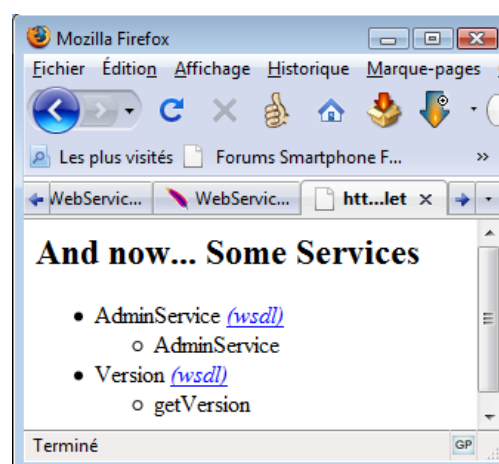 Mozilla Firefox
Fichier Édition Affichage Historique Marque-pages
Les plus visités Forums Smartphone F... »
WebServic... WebServic... htt...let
And now... Some Services
AdminService (wsdl)
AdminService
Version (wsdl)
getVersion
Terminé GP